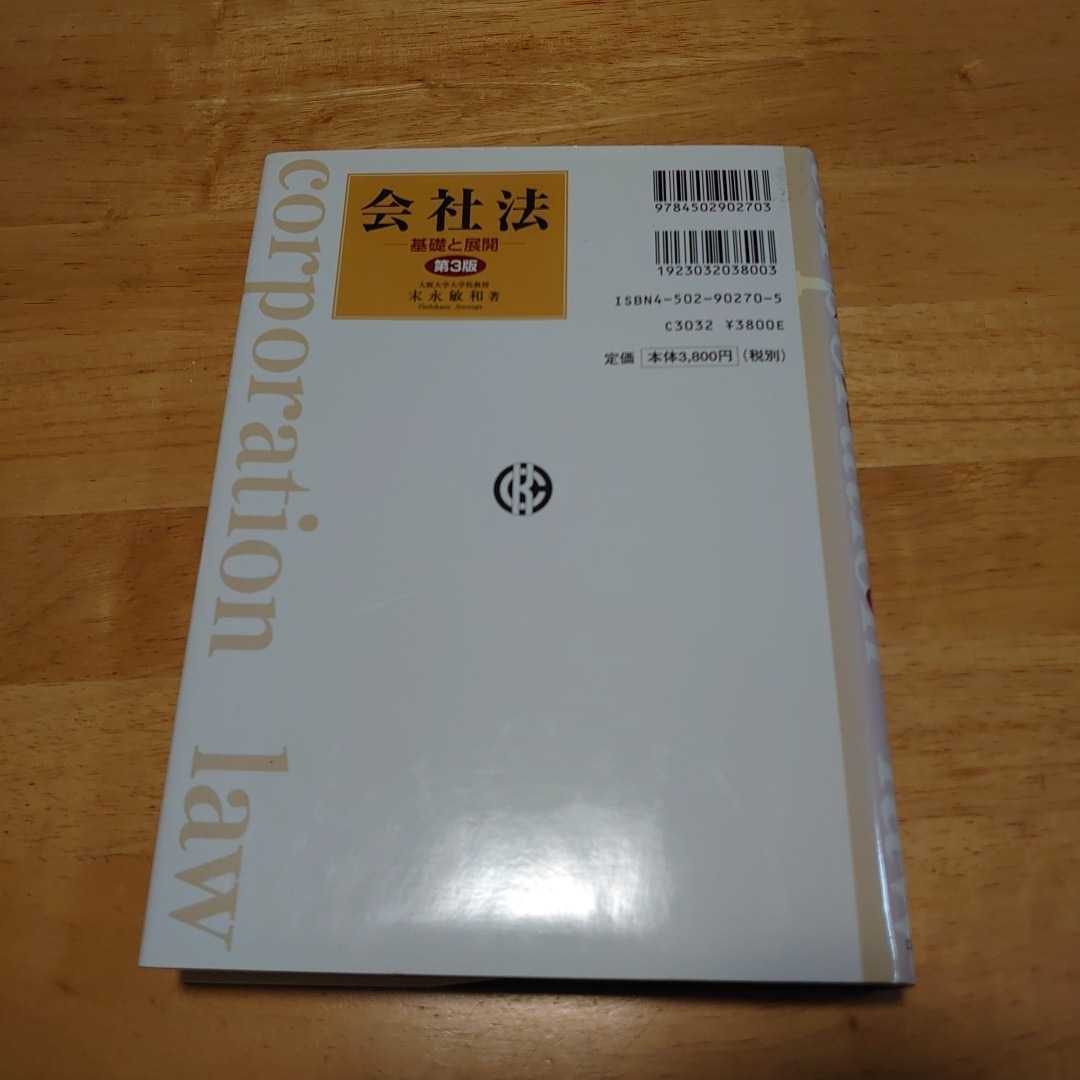 corporation law
会社法
基礎と展開
第3版
大阪大学大学院教授
末永敏和著
9784502902703
1923032038003
ISBN4-502-90270-5
C3032 ¥3800E
定価 本体3,800円 (税別)